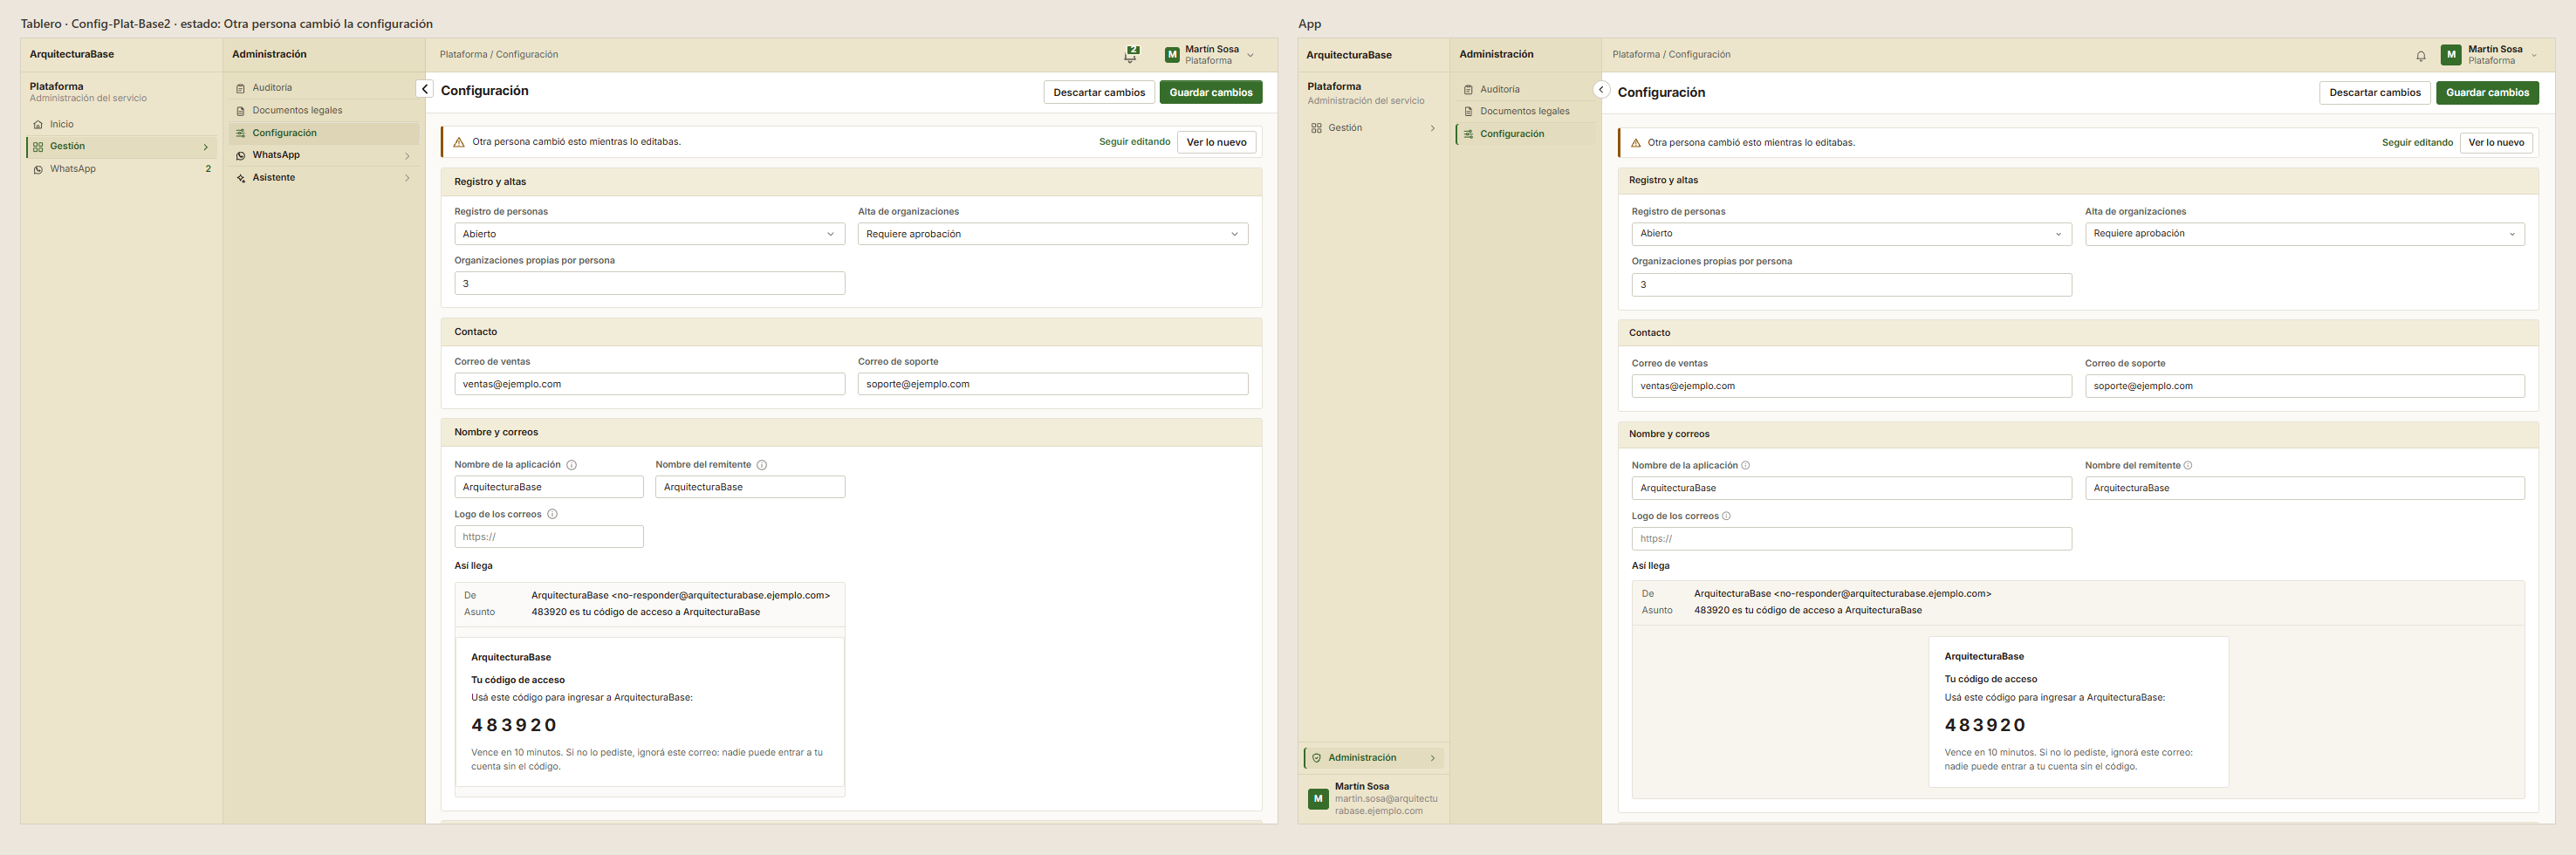 Tablero · Config-Plat-Base2 · estado: Otra persona cambió la configuración
ArquitecturaBase
Plataforma
Administración del servicio
Inicio
Gestión
WhatsApp 2
Administración
Auditoría
Documentos legales
Configuración
WhatsApp
Asistente
Plataforma / Configuración
2
M
Martín Sosa
Plataforma
Configuración
Descartar cambios
Guardar cambios
Otra persona cambió esto mientras lo editabas.
Seguir editando
Ver lo nuevo
Registro y altas
Registro de personas
Alta de organizaciones
Abierto
Requiere aprobación
Organizaciones propias por persona
3
Contacto
Correo de ventas
Correo de soporte
ventas@ejemplo.com
soporte@ejemplo.com
Nombre y correos
Nombre de la aplicación
Nombre del remitente
ArquitecturaBase
ArquitecturaBase
Logo de los correos
https://
Así llega
De ArquitecturaBase <no-responder@arquitecturabase.ejemplo.com>
Asunto 483920 es tu código de acceso a ArquitecturaBase
ArquitecturaBase
Tu código de acceso
Usá este código para ingresar a ArquitecturaBase:
483920
Vence en 10 minutos. Si no lo pediste, ignorá este correo: nadie puede entrar a tu
cuenta sin el código.
App
ArquitecturaBase
Plataforma
Administración del servicio
Gestión
Administración
M
Martín Sosa
martin.sosa@arquitectu
rabase.ejemplo.com
Administración
Auditoría
Documentos legales
Configuración
Plataforma / Configuración
M
Martín Sosa
Plataforma
Configuración
Descartar cambios
Guardar cambios
Otra persona cambió esto mientras lo editabas.
Seguir editando
Ver lo nuevo
Registro y altas
Registro de personas
Alta de organizaciones
Abierto
Requiere aprobación
Organizaciones propias por persona
3
Contacto
Correo de ventas
Correo de soporte
ventas@ejemplo.com
soporte@ejemplo.com
Nombre y correos
Nombre de la aplicación
Nombre del remitente
ArquitecturaBase
ArquitecturaBase
Logo de los correos
https://
Así llega
De ArquitecturaBase <no-responder@arquitecturabase.ejemplo.com>
Asunto 483920 es tu código de acceso a ArquitecturaBase
ArquitecturaBase
Tu código de acceso
Usá este código para ingresar a ArquitecturaBase:
483920
Vence en 10 minutos. Si no lo pediste, ignorá este correo:
nadie puede entrar a tu cuenta sin el código.